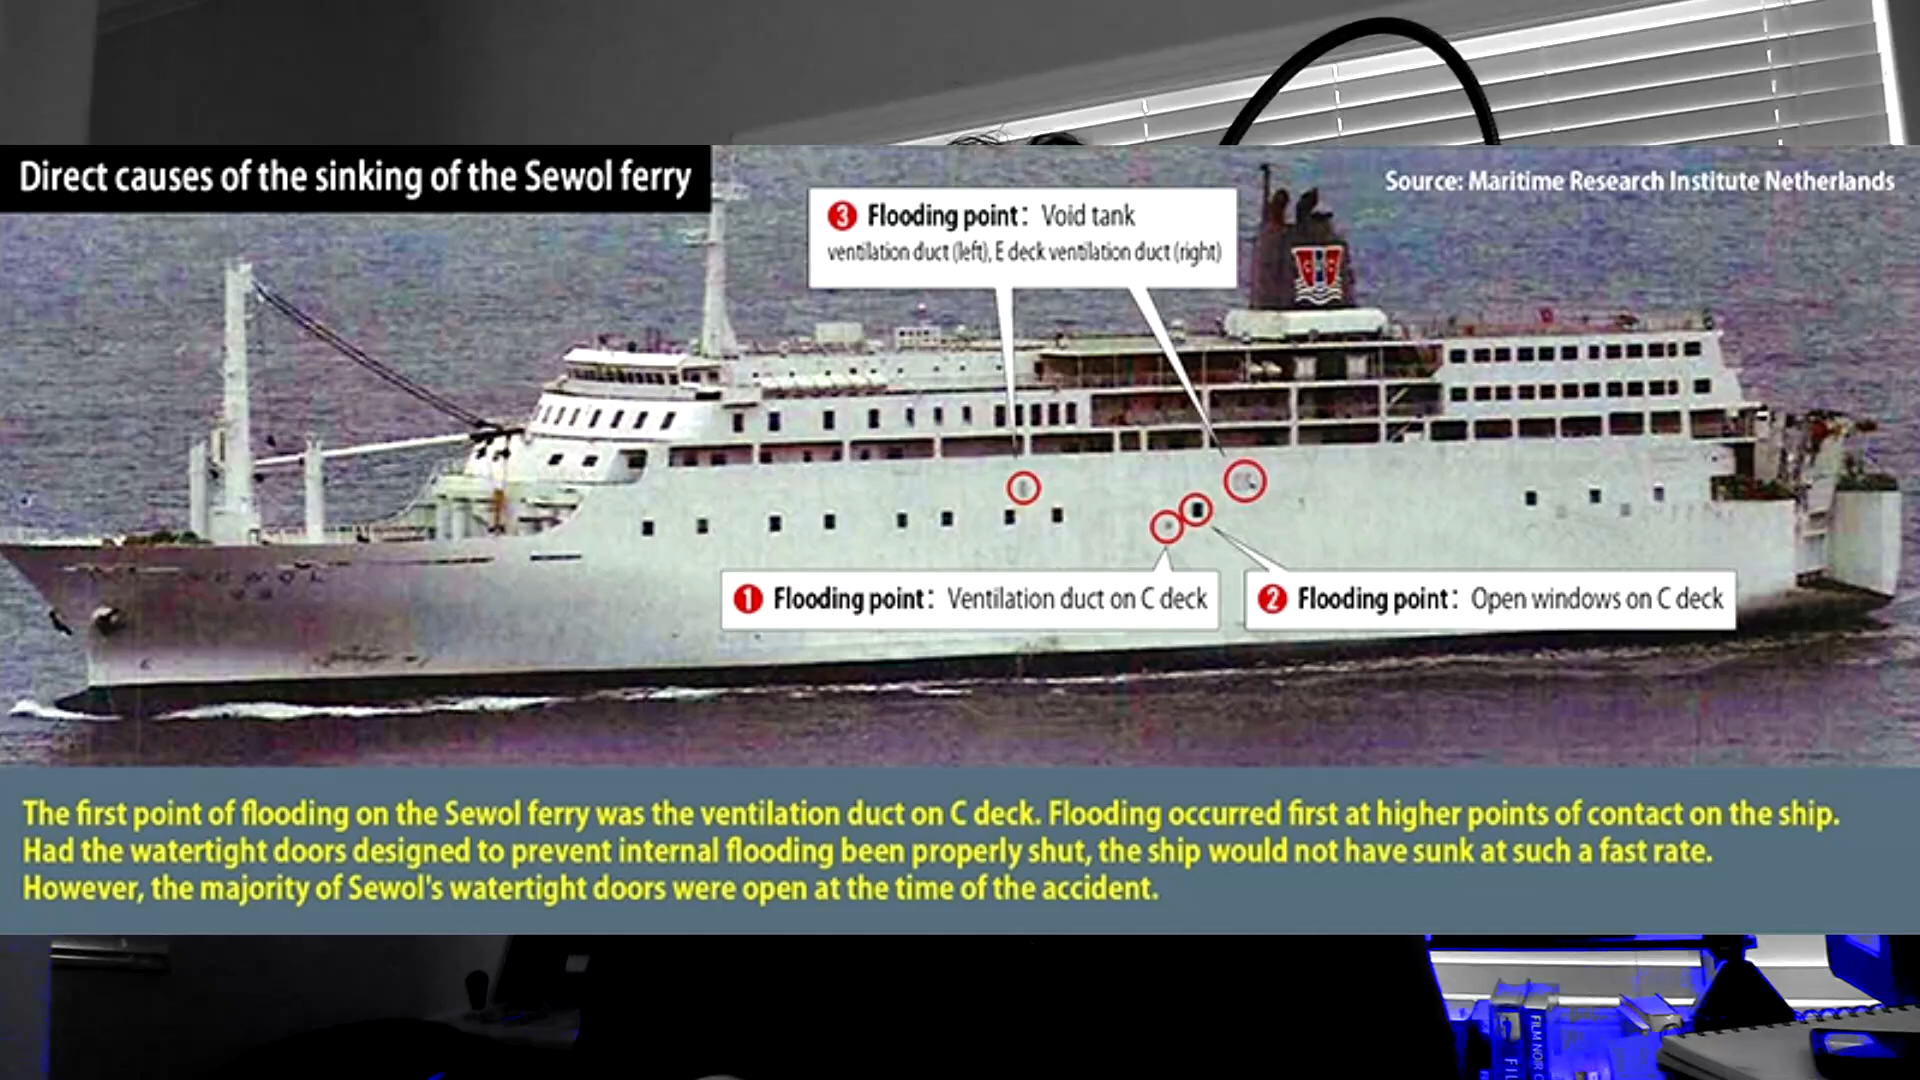 Direct causes of the sinking of the Sewol ferry
Source: Maritime Research Institute Netherlands
3 Flooding point: Void tank
ventilation duct (left), E deck ventilation duct (right)
1 Flooding point: Ventilation duct on C deck
2 Flooding point: Open windows on C deck
The first point of flooding on the Sewol ferry was the ventilation duct on C deck. Flooding occurred first at higher points of contact on the ship.
Had the watertight doors designed to prevent internal flooding been properly shut, the ship would not have sunk at such a fast rate.
However, the majority of Sewol's watertight doors were open at the time of the accident.
FILM NOIR